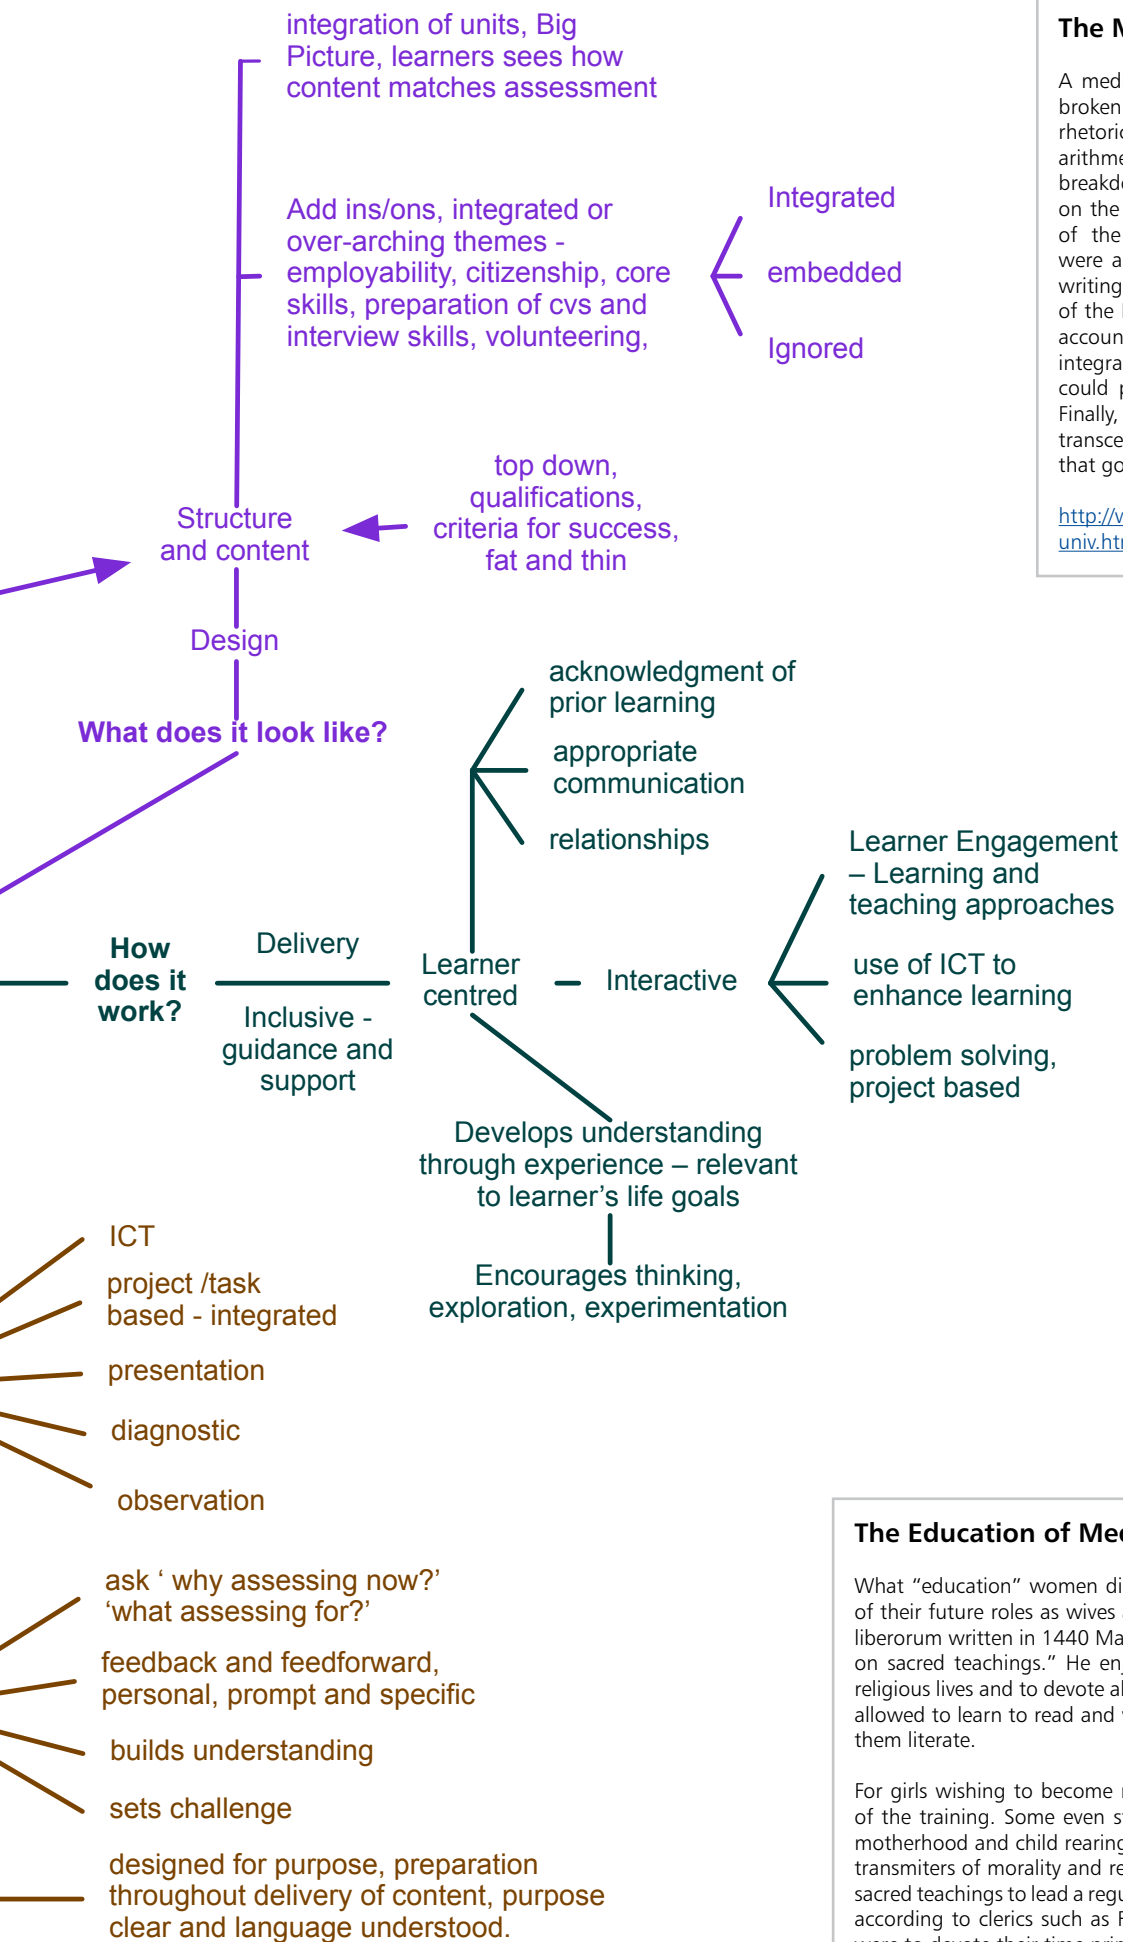 integration of units, Big
Picture, learners sees how
content matches assessment
Add ins/ons, integrated or
over-arching themes -
employability, citizenship, core
skills, preparation of cvs and
interview skills, volunteering,
Integrated
embedded
Ignored
top down,
qualifications,
criteria for success,
fat and thin
Structure
and content
Design
What does it look like?
acknowledgment of
prior learning
appropriate
communication
relationships
Learner Engagement
– Learning and
teaching approaches
How
does it
work?
Delivery
Inclusive -
guidance and
support
Learner
centred
Interactive
use of ICT to
enhance learning
problem solving,
project based
Develops understanding
through experience – relevant
to learner’s life goals
Encourages thinking,
exploration, experimentation
ICT
project /task
based - integrated
presentation
diagnostic
observation
ask ‘ why assessing now?’
‘what assessing for?’
feedback and feedforward,
personal, prompt and specific
builds understanding
sets challenge
designed for purpose, preparation
throughout delivery of content, purpose
clear and language understood.
The M
A med
broken
rhetoric
arithme
breakdo
on the
of the
were a
writing
of the
accoun
integra
could p
Finally,
transce
that go
http://v
univ.htr
The Education of Med
What “education” women di
of their future roles as wives
liberorum written in 1440 Ma
on sacred teachings.” He enj
religious lives and to devote al
allowed to learn to read and
them literate.
For girls wishing to become
of the training. Some even s
motherhood and child rearing
transmiters of morality and re
sacred teachings to lead a regu
according to clerics such as F
were to devote their time prin